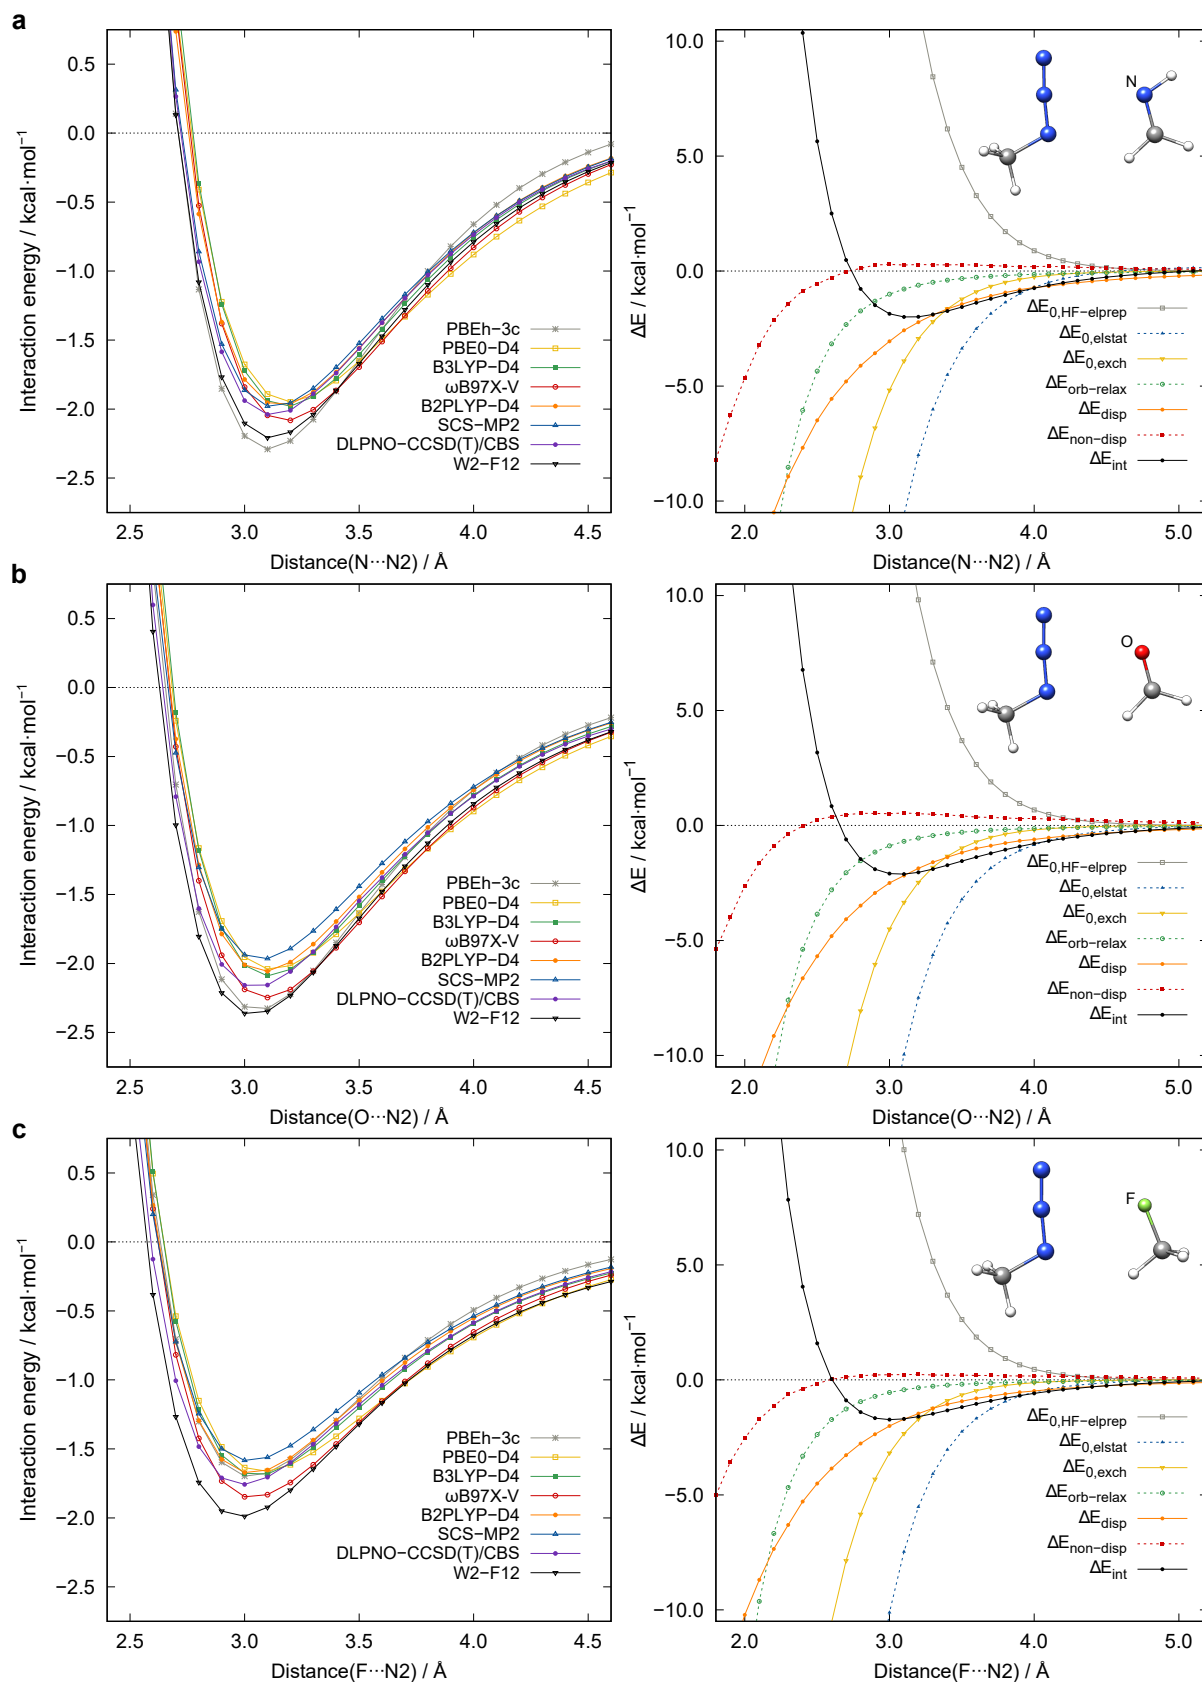 a
Interaction energy / kcal·mol⁻¹
0.5
0.0
−0.5
−1.0
−1.5
−2.0
−2.5
2.5 3.0 3.5 4.0 4.5
Distance(N···N2) / Å
PBEh−3c
PBE0−D4
B3LYP−D4
ωB97X−V
B2PLYP−D4
SCS−MP2
DLPNO−CCSD(T)/CBS
W2−F12
ΔE / kcal·mol⁻¹
10.0
5.0
0.0
−5.0
−10.0
2.0 3.0 4.0 5.0
Distance(N···N2) / Å
N
ΔE0,HF-elprep
ΔE0,elstat
ΔE0,exch
ΔEorb-relax
ΔEdisp
ΔEnon-disp
ΔEint
b
Interaction energy / kcal·mol⁻¹
0.5
0.0
−0.5
−1.0
−1.5
−2.0
−2.5
2.5 3.0 3.5 4.0 4.5
Distance(O···N2) / Å
PBEh−3c
PBE0−D4
B3LYP−D4
ωB97X−V
B2PLYP−D4
SCS−MP2
DLPNO−CCSD(T)/CBS
W2−F12
ΔE / kcal·mol⁻¹
10.0
5.0
0.0
−5.0
−10.0
2.0 3.0 4.0 5.0
Distance(O···N2) / Å
O
ΔE0,HF-elprep
ΔE0,elstat
ΔE0,exch
ΔEorb-relax
ΔEdisp
ΔEnon-disp
ΔEint
c
Interaction energy / kcal·mol⁻¹
0.5
0.0
−0.5
−1.0
−1.5
−2.0
−2.5
2.5 3.0 3.5 4.0 4.5
Distance(F···N2) / Å
PBEh−3c
PBE0−D4
B3LYP−D4
ωB97X−V
B2PLYP−D4
SCS−MP2
DLPNO−CCSD(T)/CBS
W2−F12
ΔE / kcal·mol⁻¹
10.0
5.0
0.0
−5.0
−10.0
2.0 3.0 4.0 5.0
Distance(F···N2) / Å
F
ΔE0,HF-elprep
ΔE0,elstat
ΔE0,exch
ΔEorb-relax
ΔEdisp
ΔEnon-disp
ΔEint